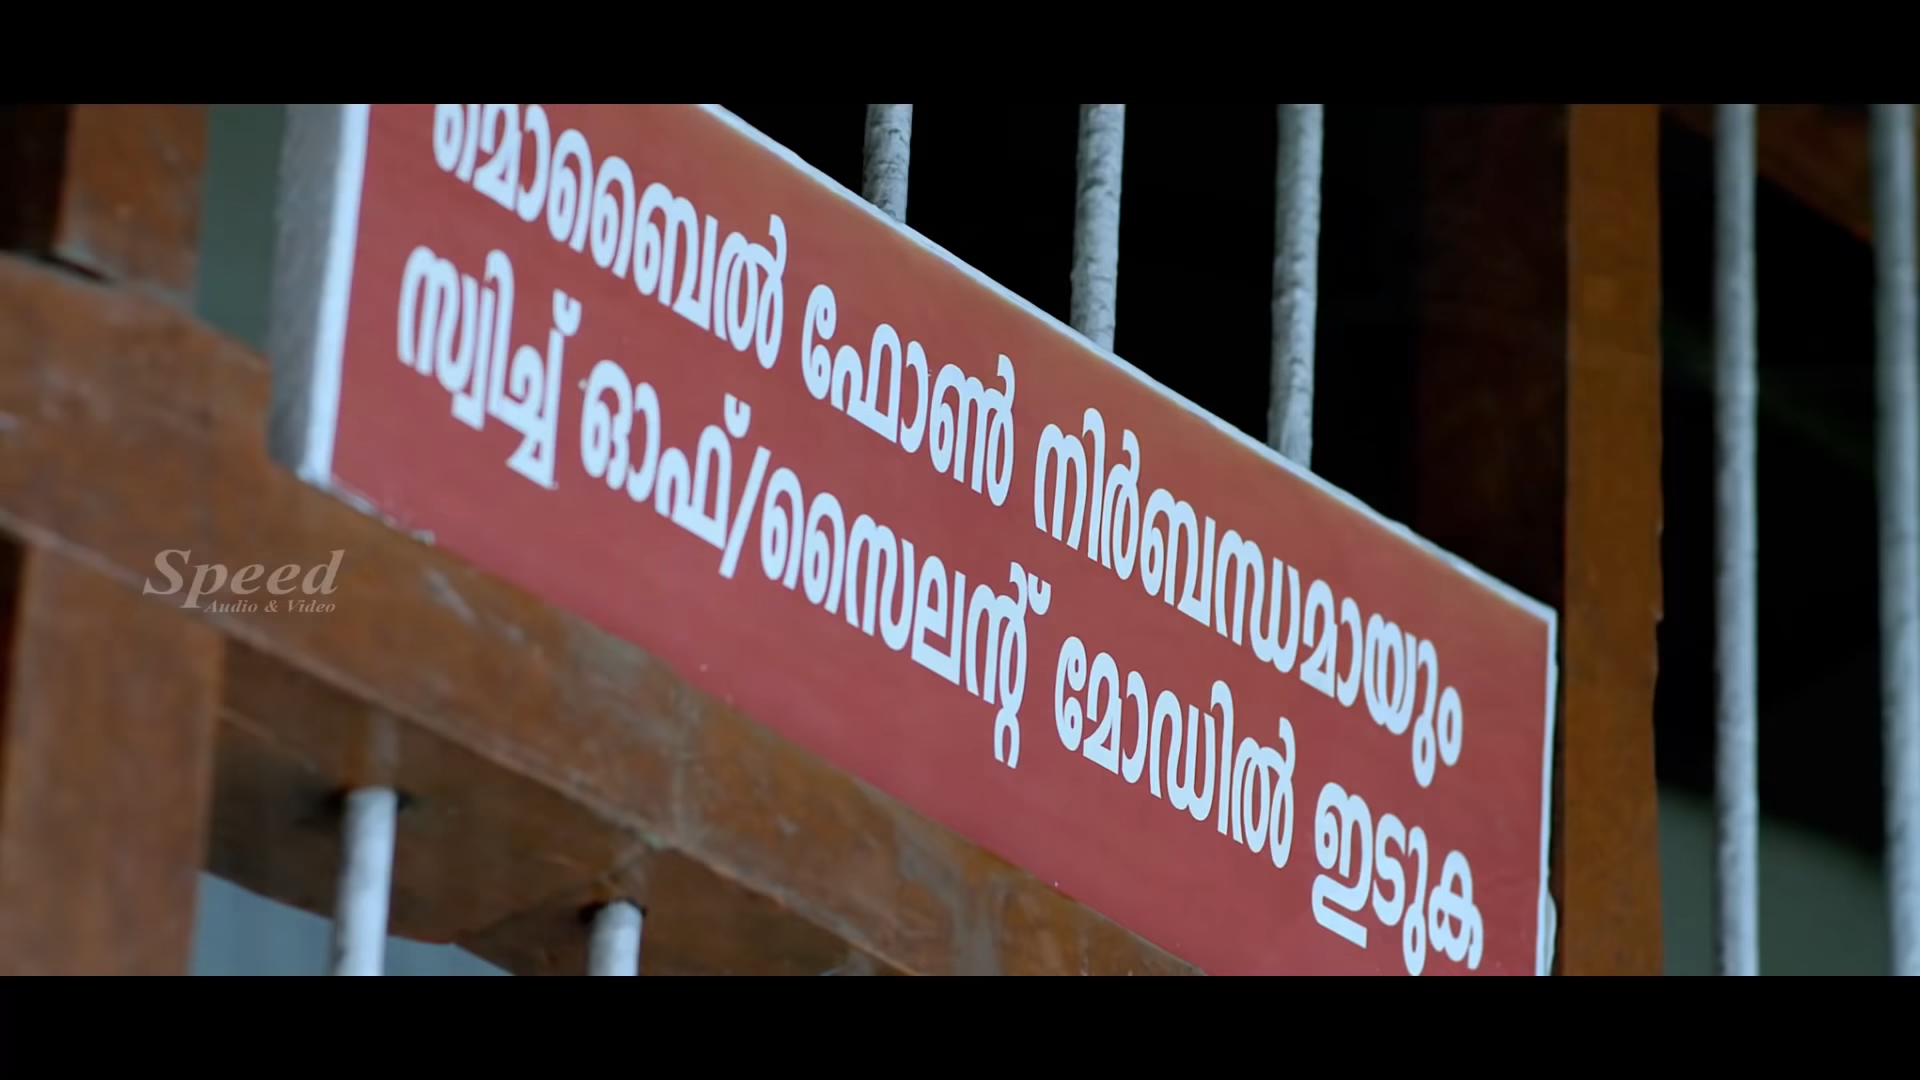 മൊബൈൽ ഫോൺ നിർബന്ധമായും
സ്വിച്ച് ഓഫ്/സൈലന്റ് മോഡിൽ ഇടുക
Speed
Audio & Video